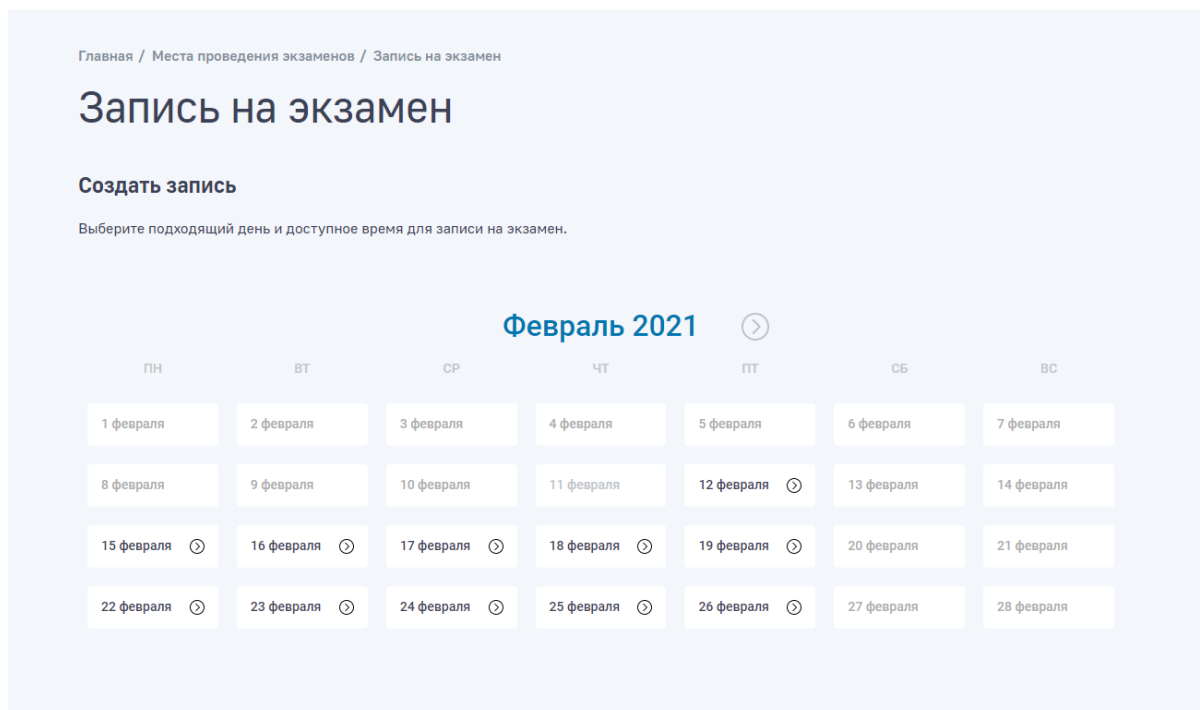 Главная / Места проведения экзаменов / Запись на экзамен
Запись на экзамен
Создать запись
Выберите подходящий день и доступное время для записи на экзамен.
Февраль 2021
ПН ВТ СР ЧТ ПТ СБ ВС
1 февраля 2 февраля 3 февраля 4 февраля 5 февраля 6 февраля 7 февраля
8 февраля 9 февраля 10 февраля 11 февраля 12 февраля 13 февраля 14 февраля
15 февраля 16 февраля 17 февраля 18 февраля 19 февраля 20 февраля 21 февраля
22 февраля 23 февраля 24 февраля 25 февраля 26 февраля 27 февраля 28 февраля